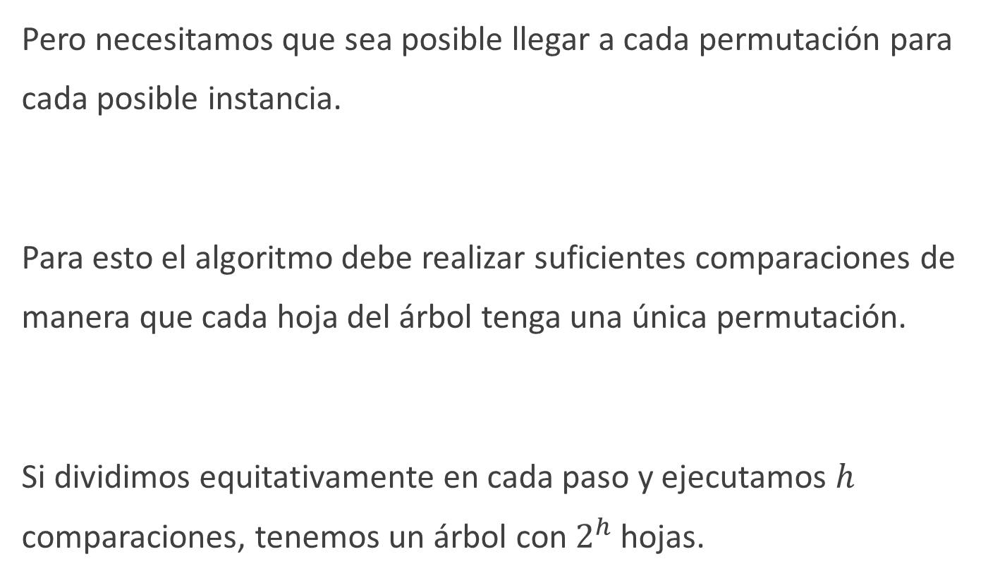 Pero necesitamos que sea posible llegar a cada permutación para
cada posible instancia.
Para esto el algoritmo debe realizar suficientes comparaciones de
manera que cada hoja del árbol tenga una única permutación.
Si dividimos equitativamente en cada paso y ejecutamos ℎ
comparaciones, tenemos un árbol con 2^ℎ hojas.